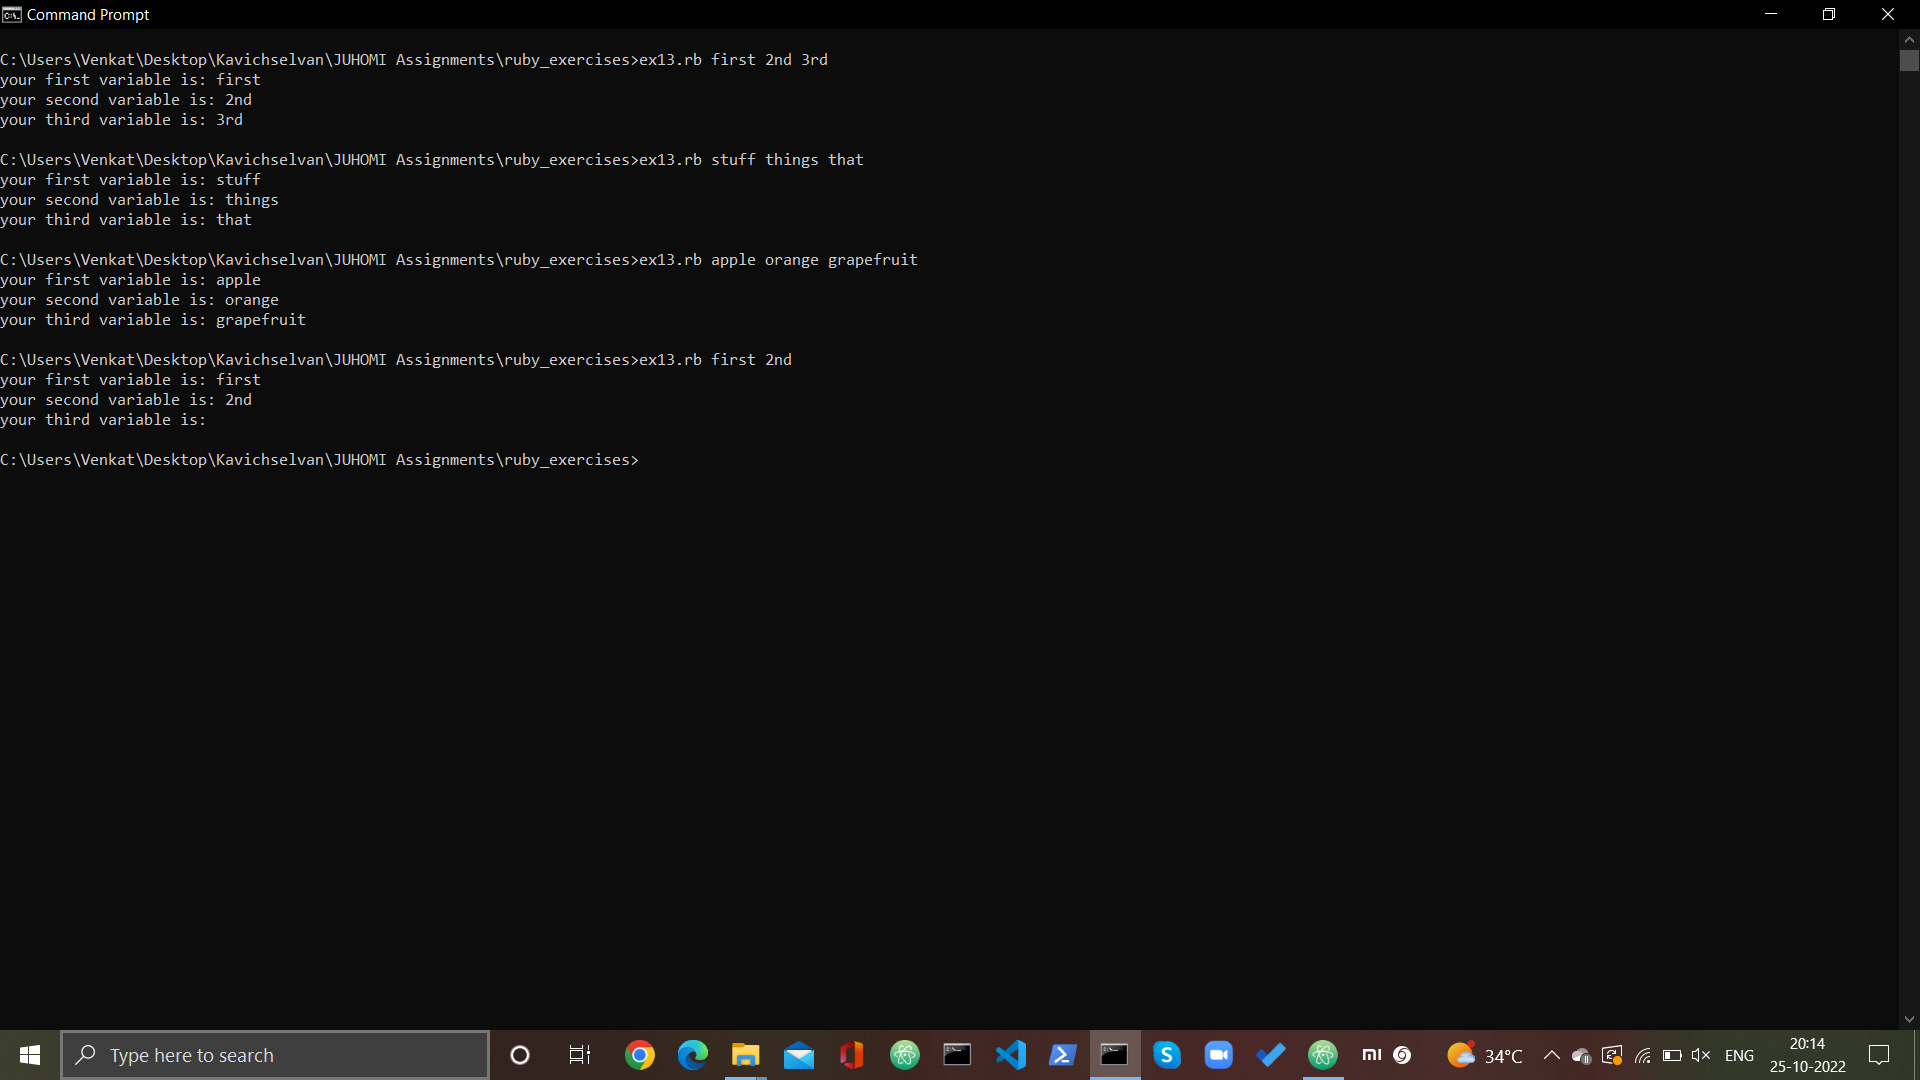 Command Prompt
C:\Users\Venkat\Desktop\Kavichselvan\JUHOMI Assignments\ruby_exercises>ex13.rb first 2nd 3rd
your first variable is: first
your second variable is: 2nd
your third variable is: 3rd
C:\Users\Venkat\Desktop\Kavichselvan\JUHOMI Assignments\ruby_exercises>ex13.rb stuff things that
your first variable is: stuff
your second variable is: things
your third variable is: that
C:\Users\Venkat\Desktop\Kavichselvan\JUHOMI Assignments\ruby_exercises>ex13.rb apple orange grapefruit
your first variable is: apple
your second variable is: orange
your third variable is: grapefruit
C:\Users\Venkat\Desktop\Kavichselvan\JUHOMI Assignments\ruby_exercises>ex13.rb first 2nd
your first variable is: first
your second variable is: 2nd
your third variable is:
C:\Users\Venkat\Desktop\Kavichselvan\JUHOMI Assignments\ruby_exercises>
Type here to search
34°C
ENG
20:14
25-10-2022